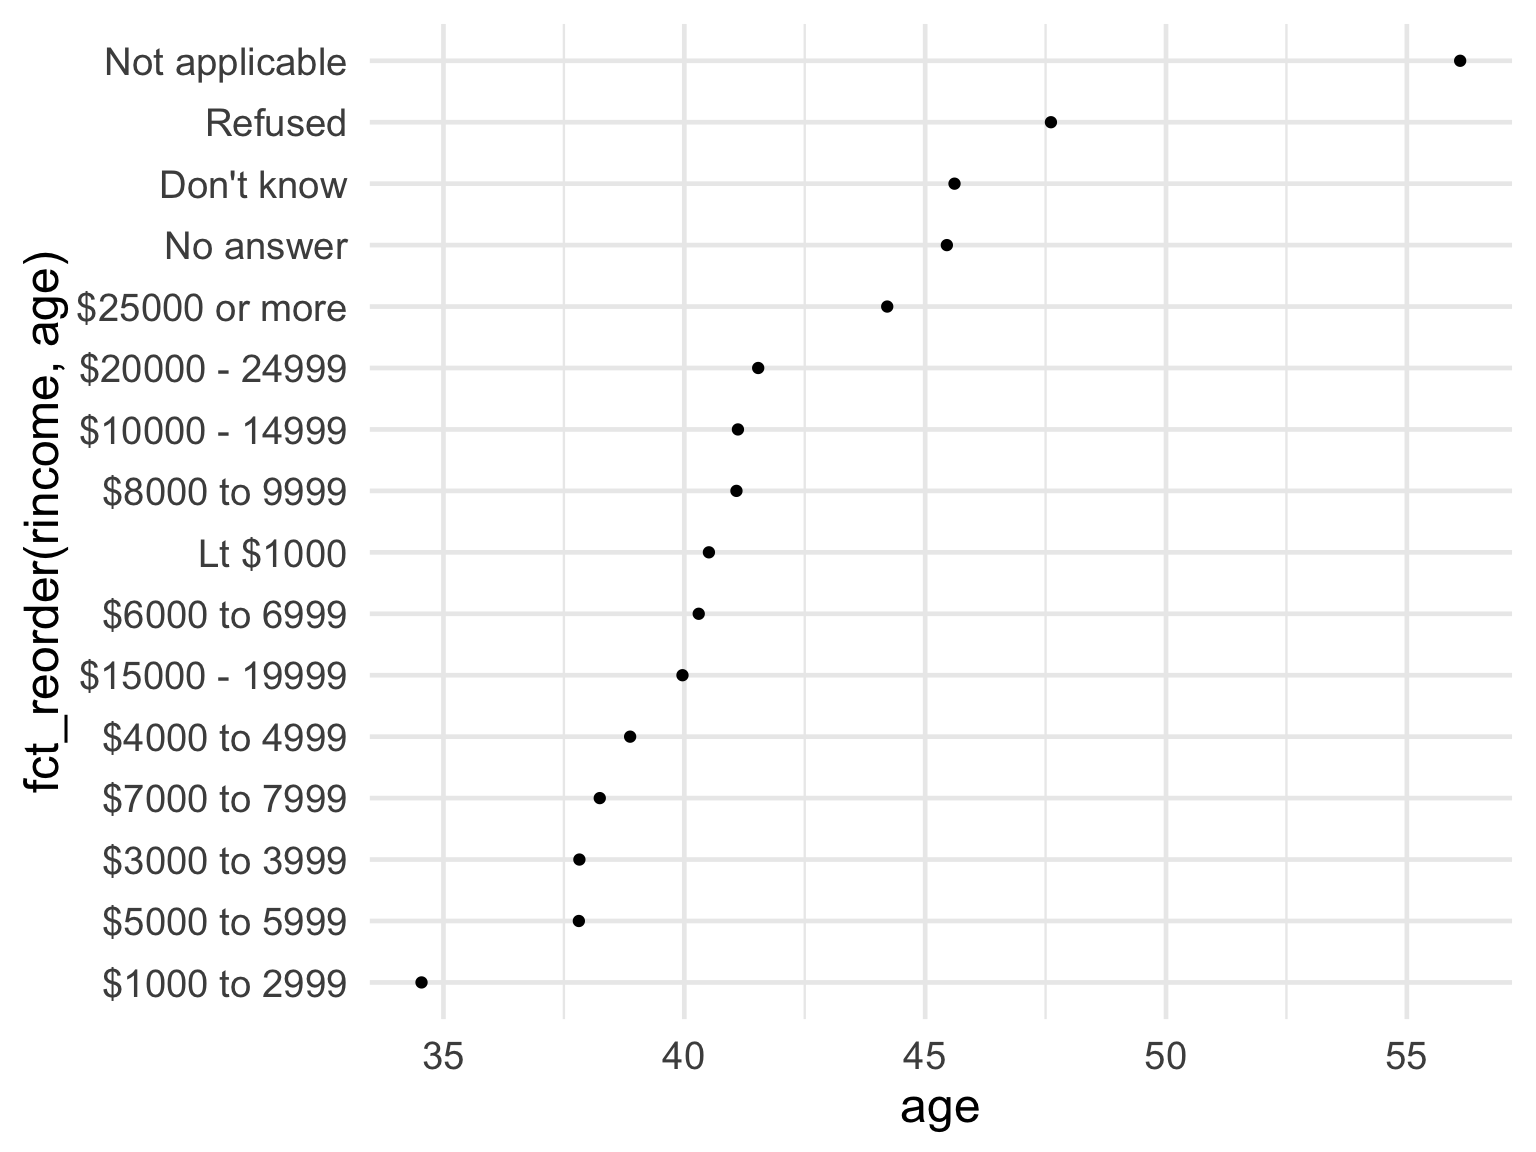 Not applicable
Refused
Don't know
No answer
$25000 or more
$20000 - 24999
$10000 - 14999
$8000 to 9999
Lt $1000
$6000 to 6999
$15000 - 19999
$4000 to 4999
$7000 to 7999
$3000 to 3999
$5000 to 5999
$1000 to 2999
fct_reorder(rincome, age)
35 40 45 50 55
age